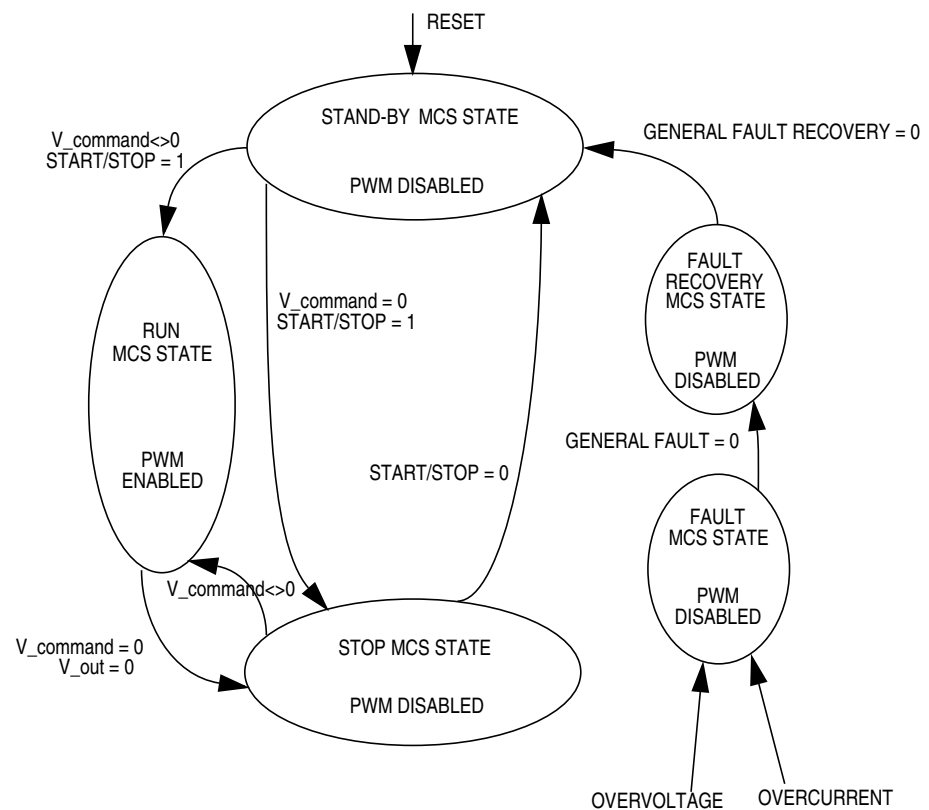 RESET
STAND-BY MCS STATE
PWM DISABLED
V_command<>0
START/STOP = 1
GENERAL FAULT RECOVERY = 0
FAULT
RECOVERY
MCS STATE
PWM
DISABLED
V_command = 0
START/STOP = 1
RUN
MCS STATE
PWM
ENABLED
START/STOP = 0
GENERAL FAULT = 0
FAULT
MCS STATE
PWM
DISABLED
V_command<>0
V_command = 0
V_out = 0
STOP MCS STATE
PWM DISABLED
OVERVOLTAGE
OVERCURRENT